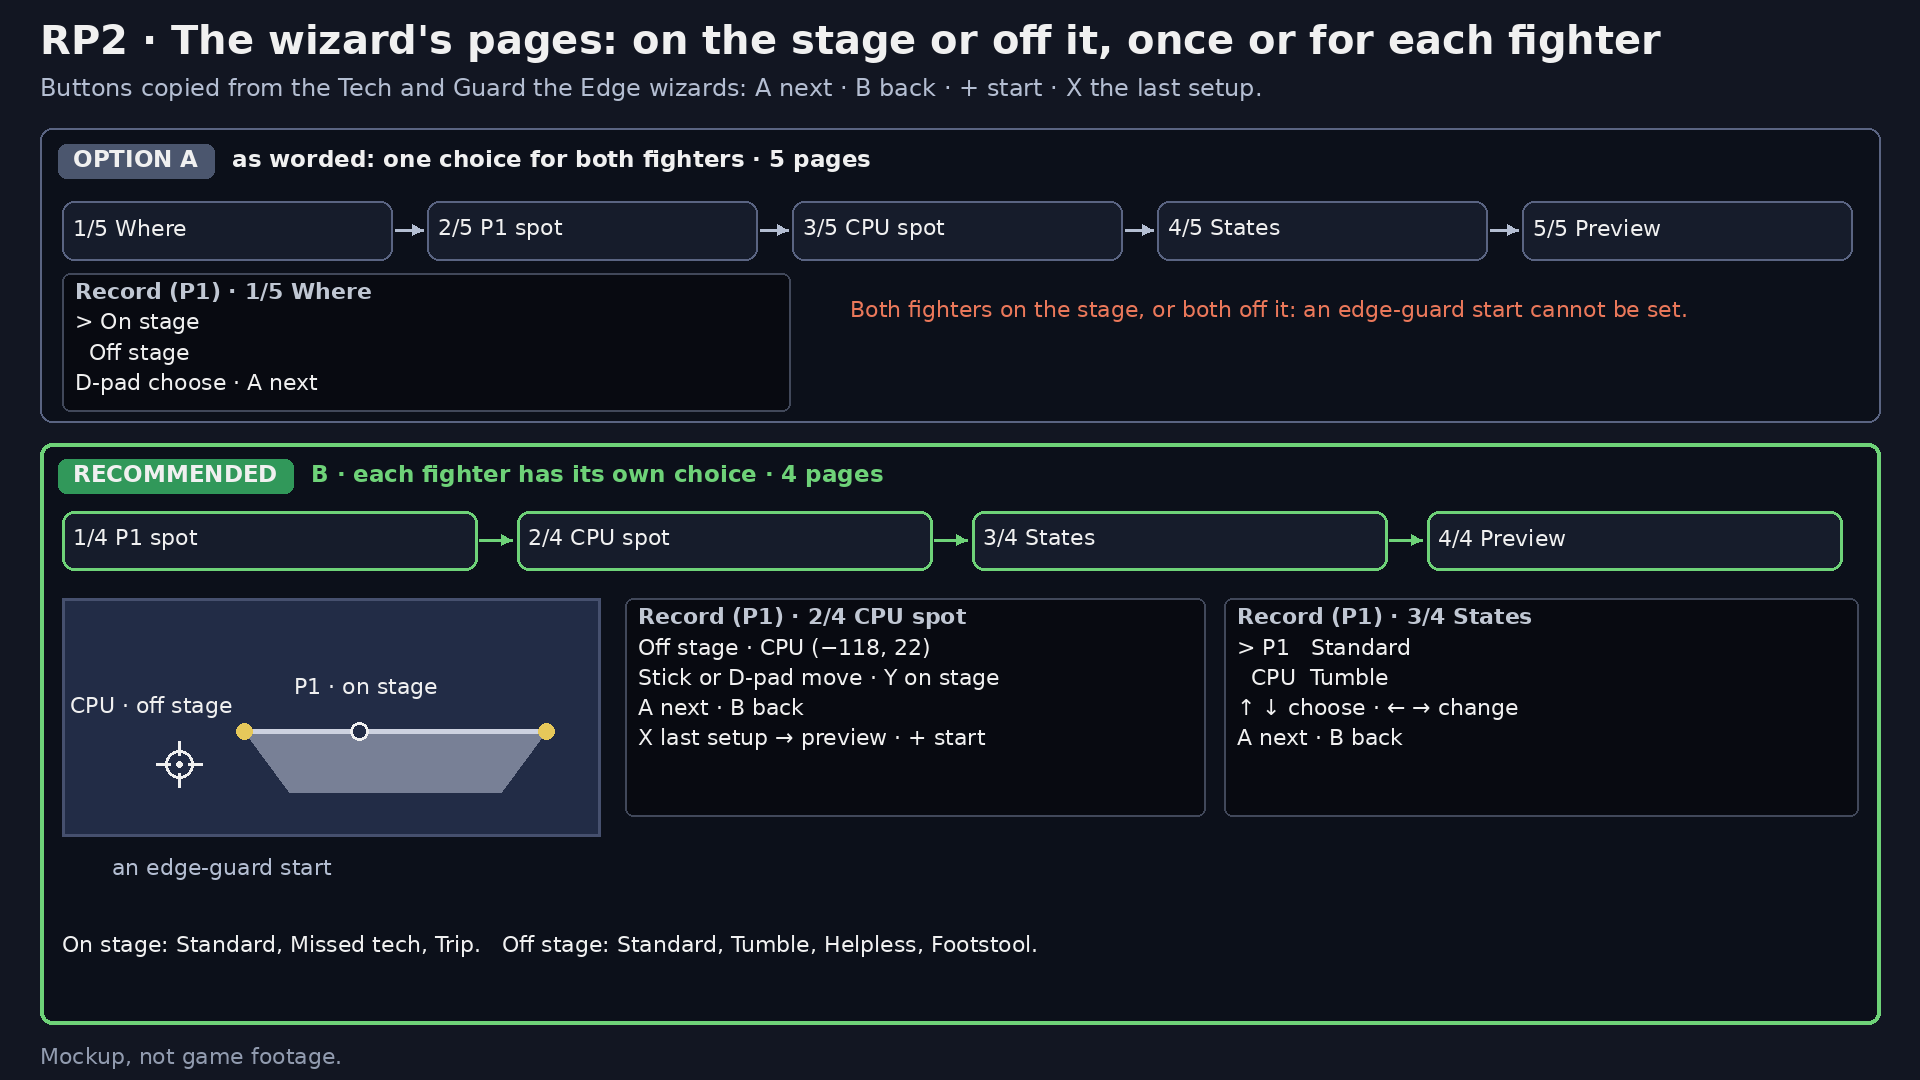 RP2 · The wizard's pages: on the stage or off it, once or for each fighter
Buttons copied from the Tech and Guard the Edge wizards: A next · B back · + start · X the last setup.
OPTION A as worded: one choice for both fighters · 5 pages
1/5 Where
2/5 P1 spot
3/5 CPU spot
4/5 States
5/5 Preview
Record (P1) · 1/5 Where
> On stage
Off stage
D-pad choose · A next
Both fighters on the stage, or both off it: an edge-guard start cannot be set.
RECOMMENDED B · each fighter has its own choice · 4 pages
1/4 P1 spot
2/4 CPU spot
3/4 States
4/4 Preview
P1 · on stage
CPU · off stage
an edge-guard start
Record (P1) · 2/4 CPU spot
Off stage · CPU (−118, 22)
Stick or D-pad move · Y on stage
A next · B back
X last setup → preview · + start
Record (P1) · 3/4 States
> P1 Standard
CPU Tumble
↑ ↓ choose · ← → change
A next · B back
On stage: Standard, Missed tech, Trip. Off stage: Standard, Tumble, Helpless, Footstool.
Mockup, not game footage.